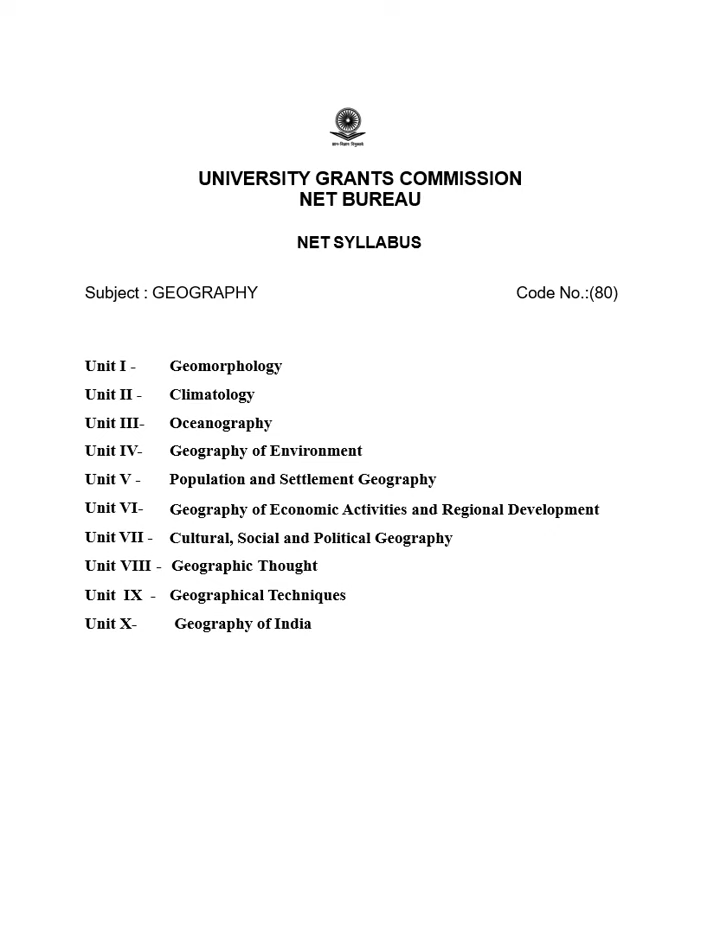 ज्ञान-विज्ञान विमुक्तये
UNIVERSITY GRANTS COMMISSION
NET BUREAU
NET SYLLABUS
Subject : GEOGRAPHY Code No.:(80)
Unit I - Geomorphology
Unit II - Climatology
Unit III- Oceanography
Unit IV- Geography of Environment
Unit V - Population and Settlement Geography
Unit VI- Geography of Economic Activities and Regional Development
Unit VII - Cultural, Social and Political Geography
Unit VIII - Geographic Thought
Unit IX - Geographical Techniques
Unit X- Geography of India